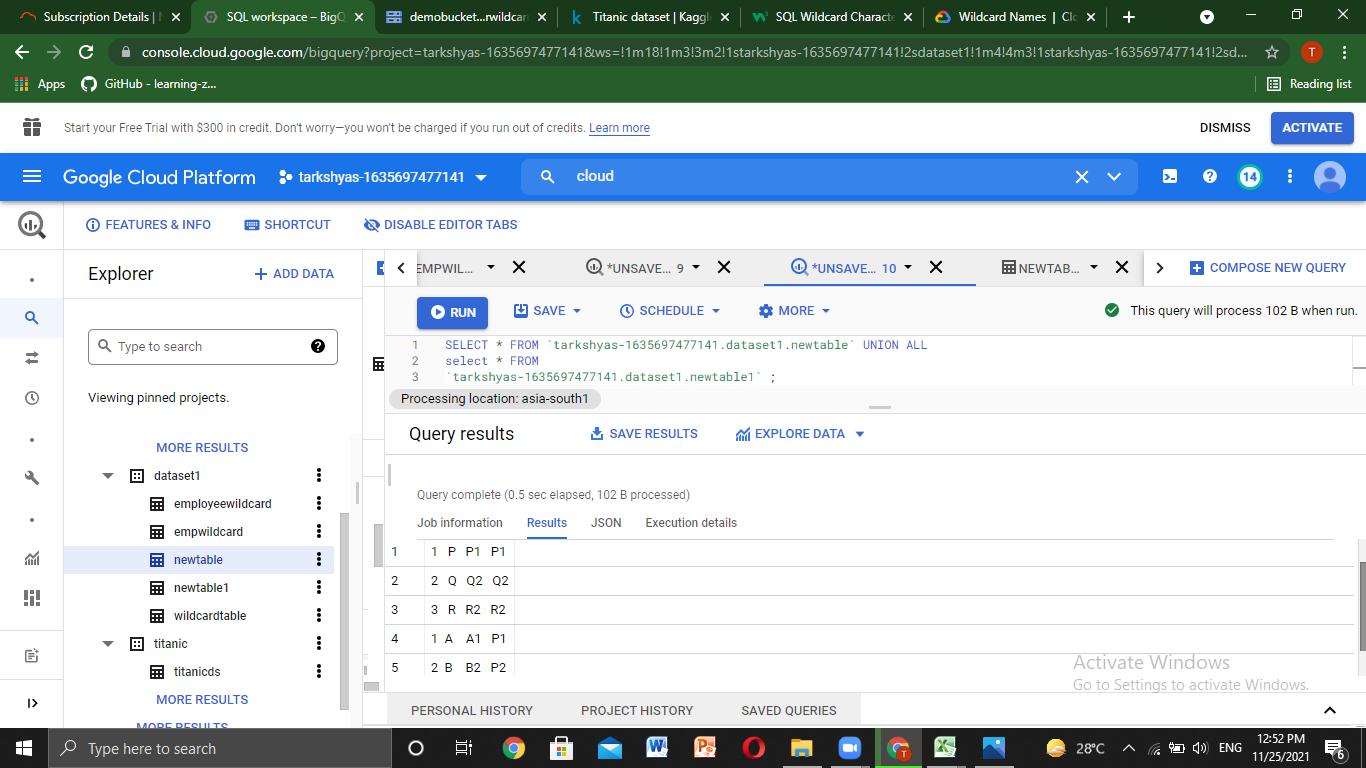 Subscription Details |
SQL workspace – Big
demobucket...rwildcar
Titanic dataset | Kaggl
SQL Wildcard Characte
Wildcard Names | Clo
console.cloud.google.com/bigquery?project=tarkshyas-1635697477141&ws=!1m18!1m3!3m2!1starkshyas-1635697477141!2sdataset1!1m4!4m3!1starkshyas-1635697477141!2sd...
T
Apps
GitHub - learning-z...
Reading list
Start your Free Trial with $300 in credit. Don't worry—you won't be charged if you run out of credits. Learn more
DISMISS
ACTIVATE
Google Cloud Platform
tarkshyas-1635697477141
cloud
14
FEATURES & INFO
SHORTCUT
DISABLE EDITOR TABS
Explorer
+ ADD DATA
EMPWIL...
*UNSAVE... 9
*UNSAVE... 10
NEWTAB...
COMPOSE NEW QUERY
RUN
SAVE
SCHEDULE
MORE
This query will process 102 B when run.
Type to search
Viewing pinned projects.
MORE RESULTS
dataset1
employeewildcard
empwildcard
newtable
newtable1
wildcardtable
titanic
titanicds
MORE RESULTS
MORE RESULTS
1 SELECT * FROM `tarkshyas-1635697477141.dataset1.newtable` UNION ALL
2 select * FROM
3 `tarkshyas-1635697477141.dataset1.newtable1` ;
Processing location: asia-south1
Query results
SAVE RESULTS
EXPLORE DATA
Query complete (0.5 sec elapsed, 102 B processed)
Job information
Results
JSON
Execution details
1 1 P P1 P1
2 2 Q Q2 Q2
3 3 R R2 R2
4 1 A A1 P1
5 2 B B2 P2
Activate Windows
Go to Settings to activate Windows.
PERSONAL HISTORY
PROJECT HISTORY
SAVED QUERIES
Type here to search
28°C
ENG
12:52 PM
11/25/2021
6